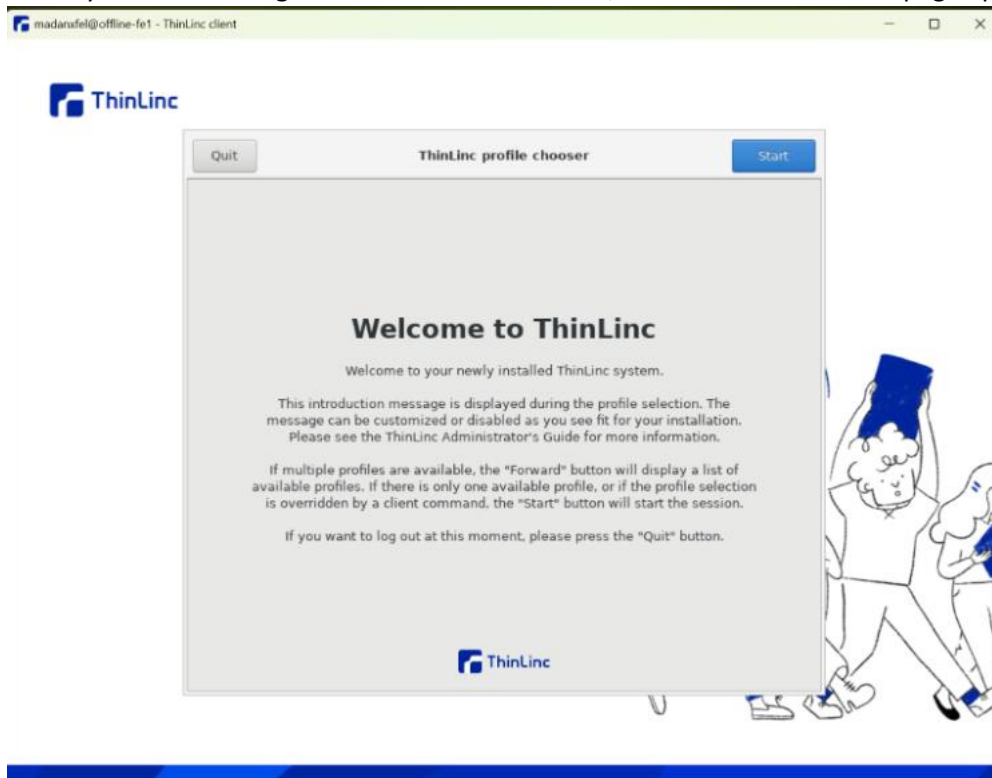 madansfel@offline-fe1 - ThinLinc client
ThinLinc
Quit
ThinLinc profile chooser
Start
Welcome to ThinLinc
Welcome to your newly installed ThinLinc system.
This introduction message is displayed during the profile selection. The
message can be customized or disabled as you see fit for your installation.
Please see the ThinLinc Administrator's Guide for more information.
If multiple profiles are available, the "Forward" button will display a list of
available profiles. If there is only one available profile, or if the profile selection
is overridden by a client command, the "Start" button will start the session.
If you want to log out at this moment, please press the "Quit" button.
ThinLinc